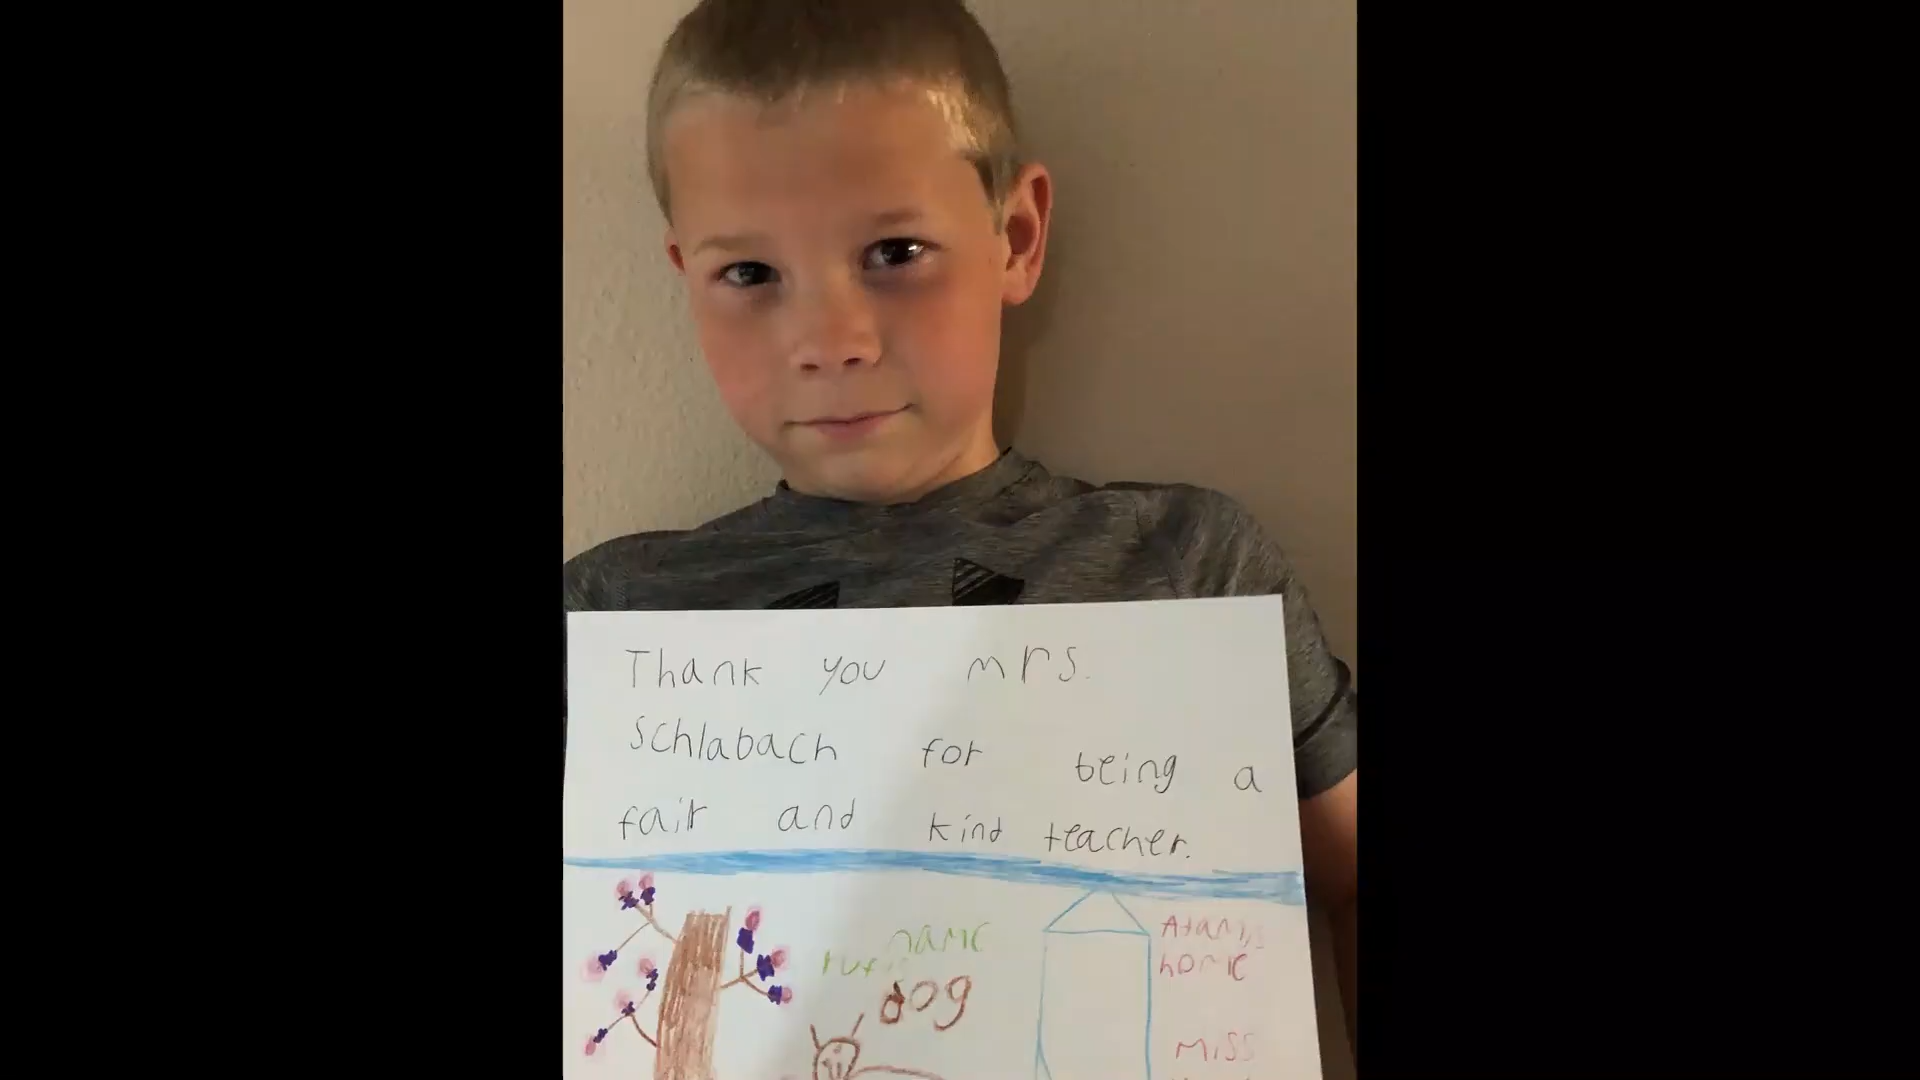 Thank you mrs.
Schlabach for being a
fair and kind teacher.
name
dog
home
Miss